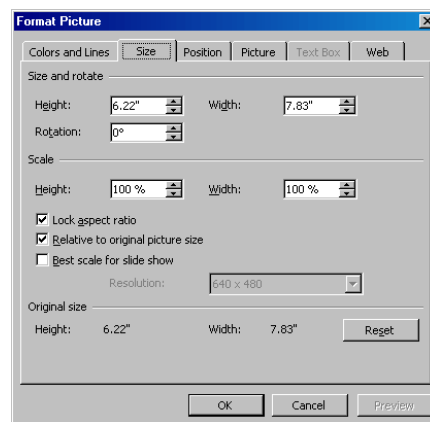 Format Picture
Colors and Lines Size Position Picture Text Box Web
Size and rotate
Height: 6.22" Width: 7.83"
Rotation: 0°
Scale
Height: 100 % Width: 100 %
Lock aspect ratio
Relative to original picture size
Best scale for slide show
Resolution: 640 x 480
Original size
Height: 6.22" Width: 7.83" Reset
OK Cancel Preview